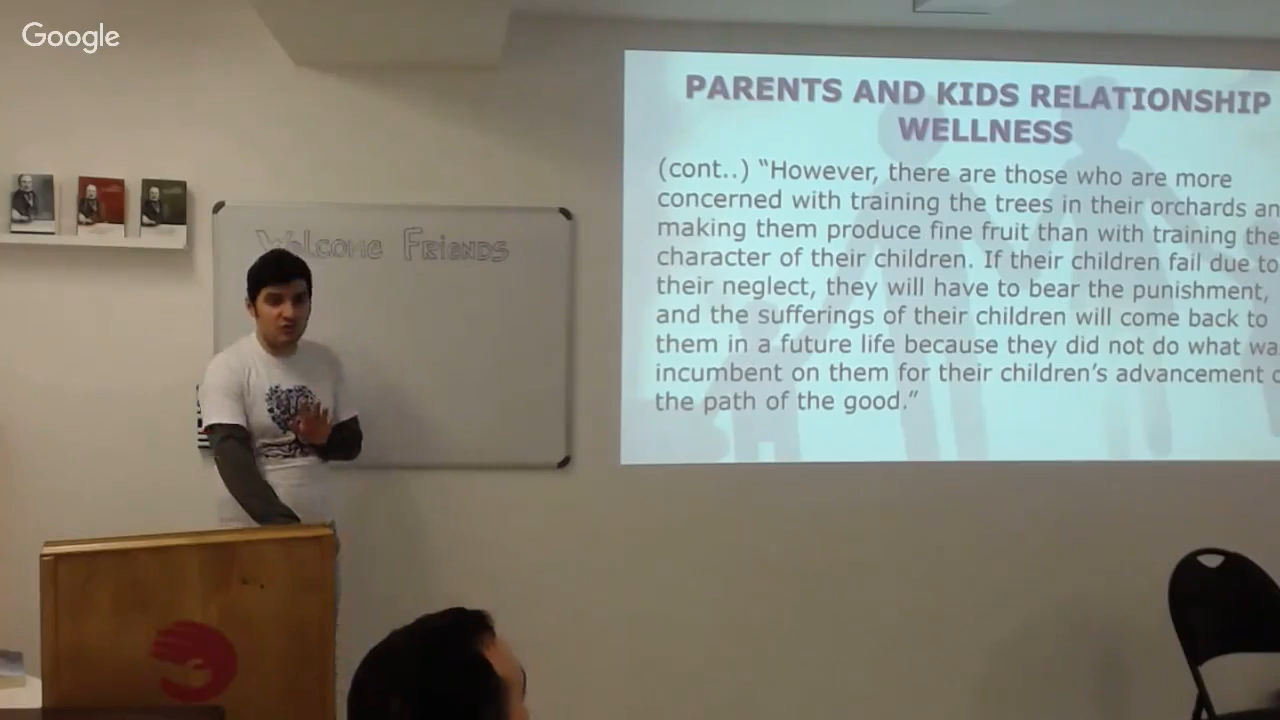 Google
Welcome Friends
PARENTS AND KIDS RELATIONSHIP
WELLNESS
(cont..) “However, there are those who are more
concerned with training the trees in their orchards an
making them produce fine fruit than with training the
character of their children. If their children fail due to
their neglect, they will have to bear the punishment,
and the sufferings of their children will come back to
them in a future life because they did not do what wa
incumbent on them for their children’s advancement o
the path of the good.”